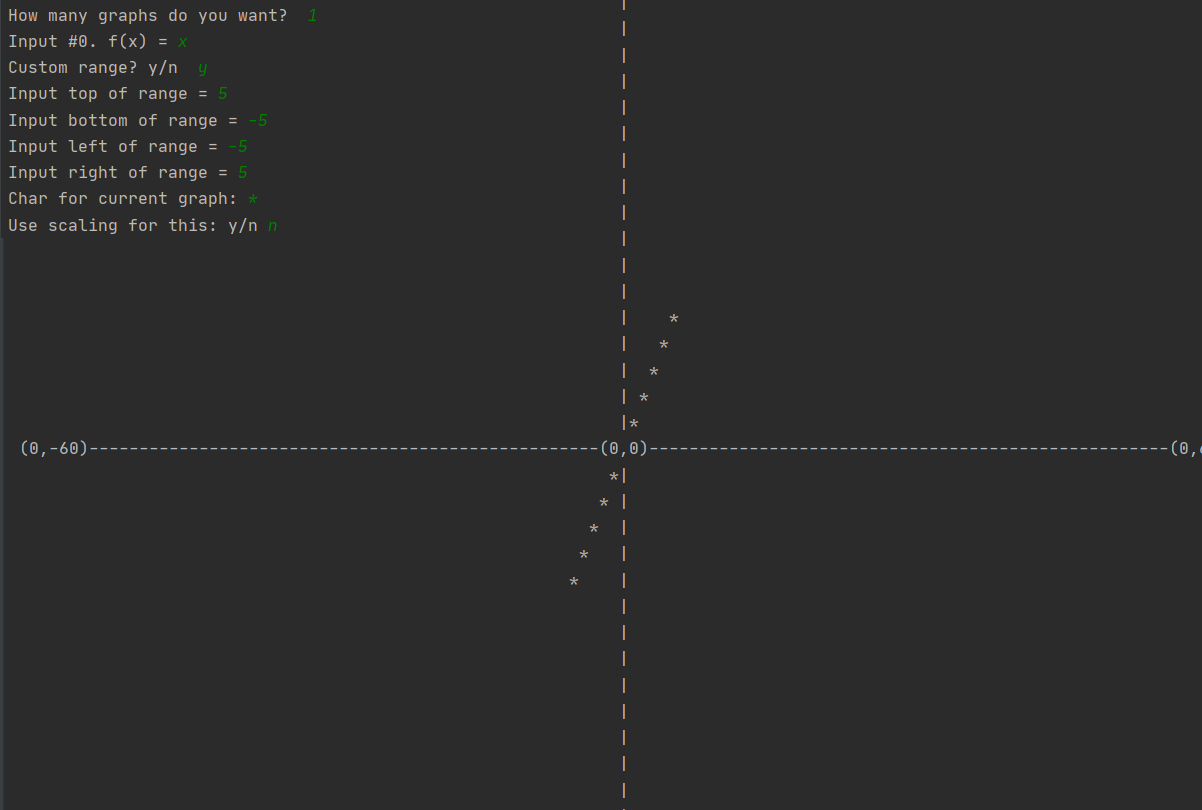 How many graphs do you want?  1
Input #0. f(x) = x
Custom range? y/n  y
Input top of range = 5
Input bottom of range = -5
Input left of range = -5
Input right of range = 5
Char for current graph: *
Use scaling for this: y/n n
|
|
|
|    *
|   *
|  *
| *
|*
(0,-60)---------------------------------------------------(0,0)----------------------------------------------------(0,
*|
* |
*  |
*   |
*    |
|
|
|
|
|
|
|
|